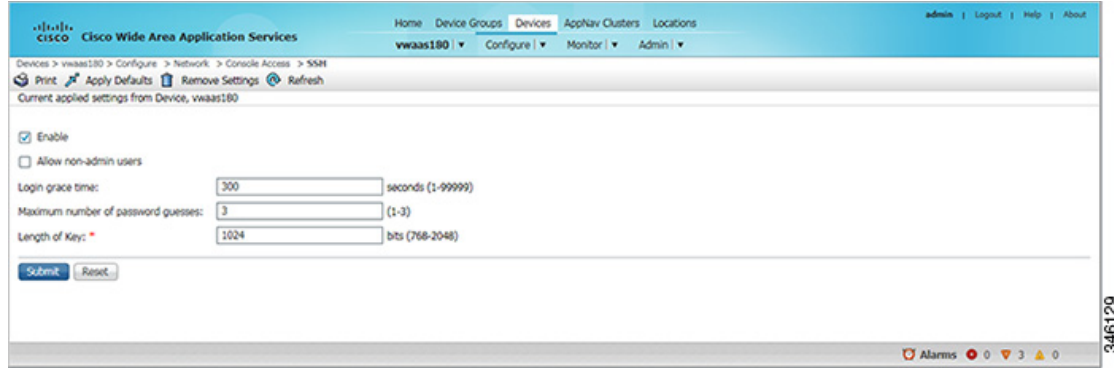 Home Device Groups Devices AppNav Clusters Locations
admin | Logout | Help | About
CISCO Cisco Wide Area Application Services
vwaas180 | Configure | Monitor | Admin |
Devices > vwaas180 > Configure > Network > Console Access > SSH
Print Apply Defaults Remove Settings Refresh
Current applied settings from Device, vwaas180
Enable
Allow non-admin users
Login grace time: 300 seconds (1-99999)
Maximum number of password guesses: 3 (1-3)
Length of Key: * 1024 bits (768-2048)
Submit Reset
Alarms 0 3 0
346129